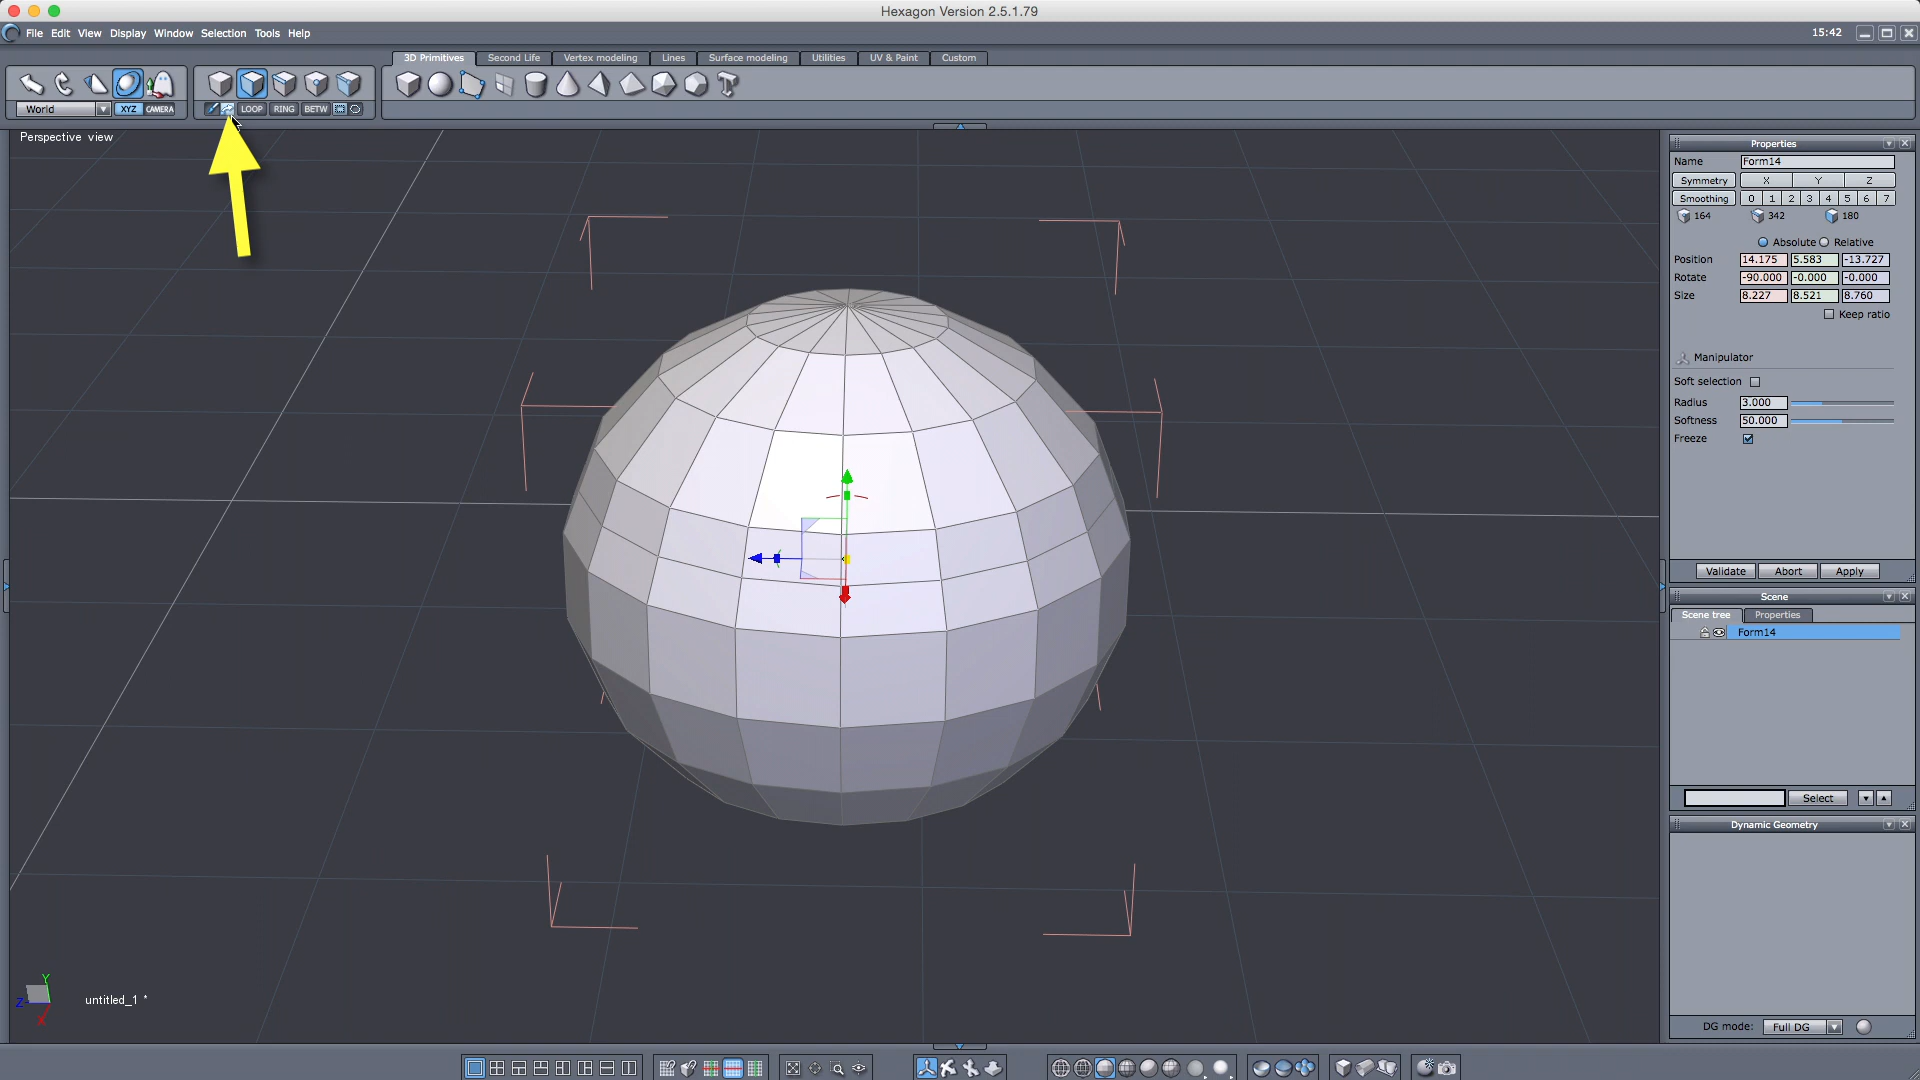 Hexagon Version 2.5.1.79
File Edit View Display Window Selection Tools Help
15:42
3D Primitives Second Life Vertex modeling Lines Surface modeling Utilities UV & Paint Custom
World XYZ CAMERA LOOP RING BETW
Perspective view
Properties
Name Form14
Symmetry X Y Z
Smoothing 0 1 2 3 4 5 6 7
164 342 180
Absolute Relative
Position 14.175 5.583 -13.727
Rotate -90.000 -0.000 -0.000
Size 8.227 8.521 8.760
Keep ratio
Manipulator
Soft selection
Radius 3.000
Softness 50.000
Freeze
Validate Abort Apply
Scene
Scene tree Properties
Form14
Select
Dynamic Geometry
Y
Z
X
untitled_1 *
DG mode: Full DG